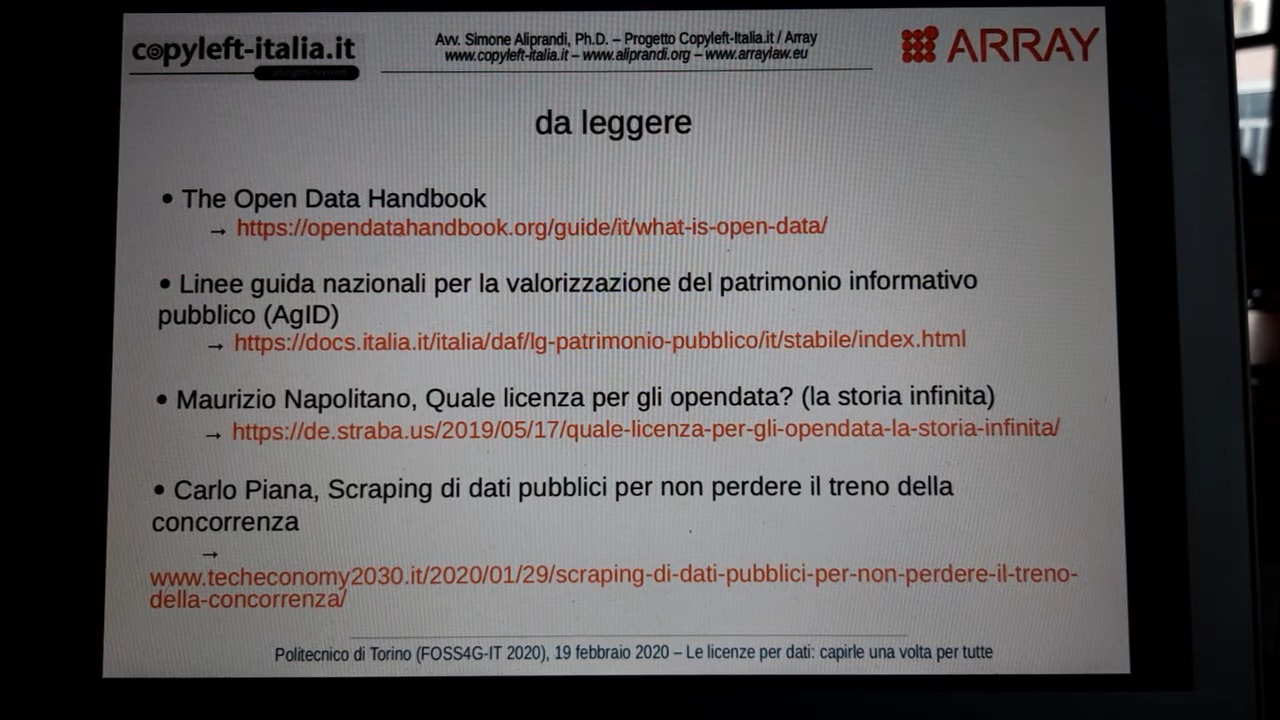 copyleft-italia.it
Avv. Simone Aliprandi, Ph.D. – Progetto Copyleft-Italia.it / Array
www.copyleft-italia.it – www.aliprandi.org – www.arraylaw.eu
ARRAY
da leggere
• The Open Data Handbook
→ https://opendatahandbook.org/guide/it/what-is-open-data/
• Linee guida nazionali per la valorizzazione del patrimonio informativo
pubblico (AgID)
→ https://docs.italia.it/italia/daf/lg-patrimonio-pubblico/it/stabile/index.html
• Maurizio Napolitano, Quale licenza per gli opendata? (la storia infinita)
→ https://de.straba.us/2019/05/17/quale-licenza-per-gli-opendata-la-storia-infinita/
• Carlo Piana, Scraping di dati pubblici per non perdere il treno della
concorrenza
→
www.techeconomy2030.it/2020/01/29/scraping-di-dati-pubblici-per-non-perdere-il-treno-
della-concorrenza/
Politecnico di Torino (FOSS4G-IT 2020), 19 febbraio 2020 – Le licenze per dati: capirle una volta per tutte